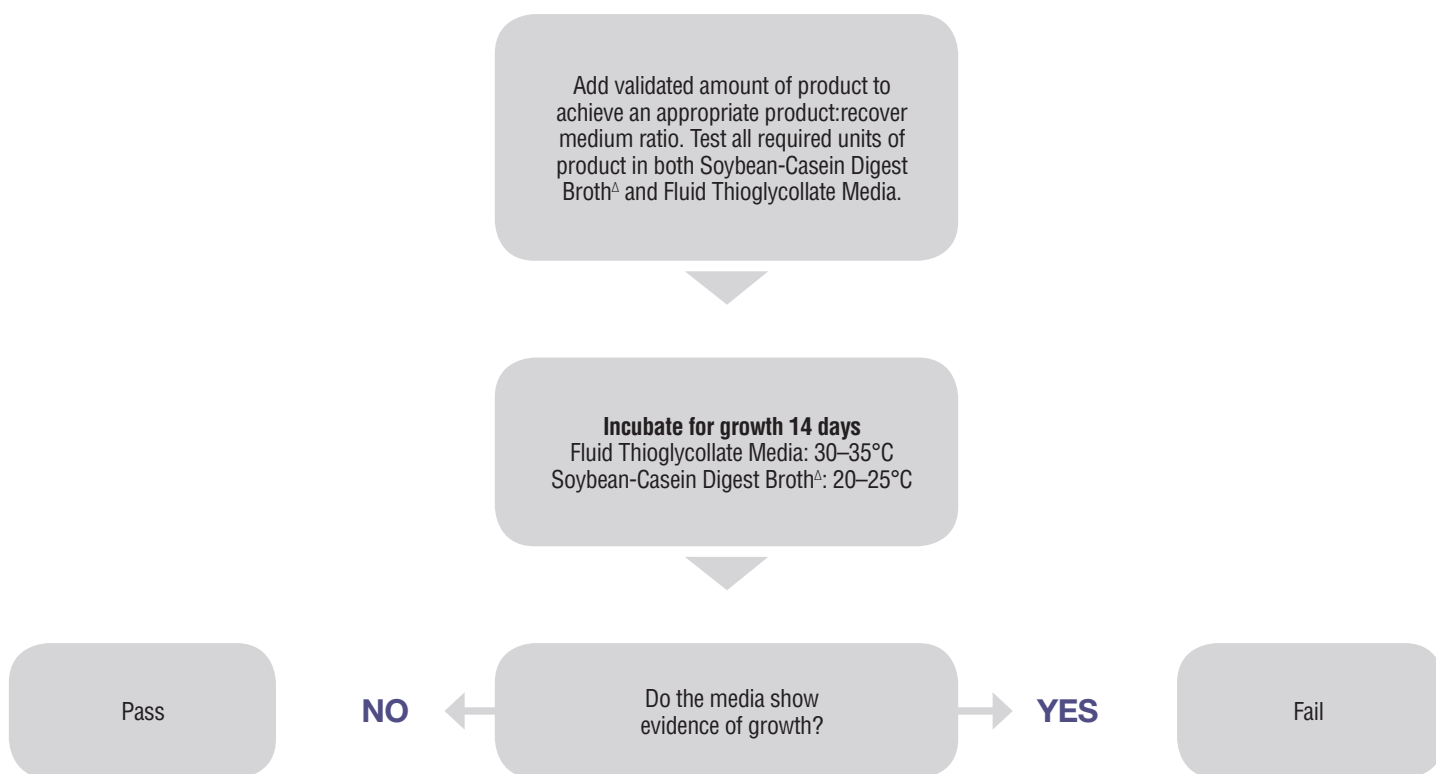 Add validated amount of product to
achieve an appropriate product:recover
medium ratio. Test all required units of
product in both Soybean-Casein Digest
Broth△ and Fluid Thioglycollate Media.
Incubate for growth 14 days
Fluid Thioglycollate Media: 30–35°C
Soybean-Casein Digest Broth△: 20–25°C
Pass
NO
Do the media show
evidence of growth?
YES
Fail